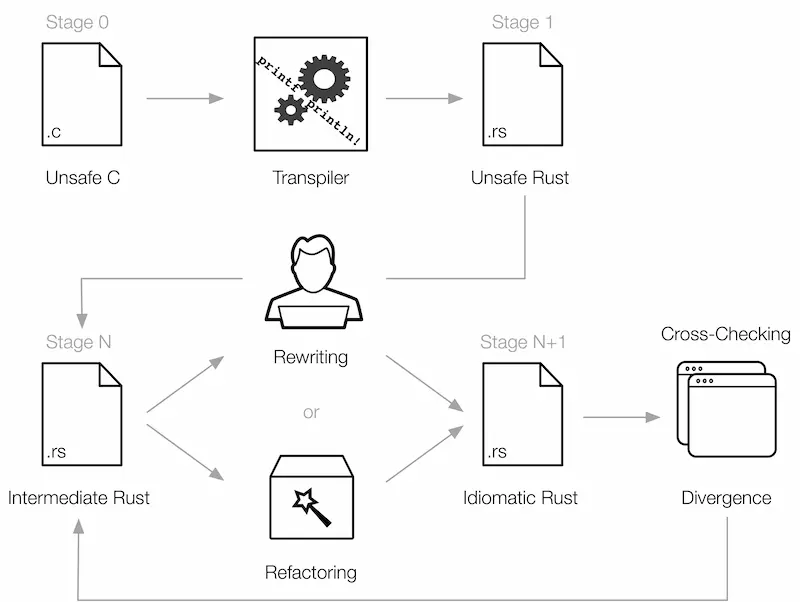 Stage 0
Stage 1
printf
println!
.c
.rs
Unsafe C
Transpiler
Unsafe Rust
Stage N
Rewriting
Stage N+1
Cross-Checking
or
.rs
.rs
Intermediate Rust
Idiomatic Rust
Divergence
Refactoring